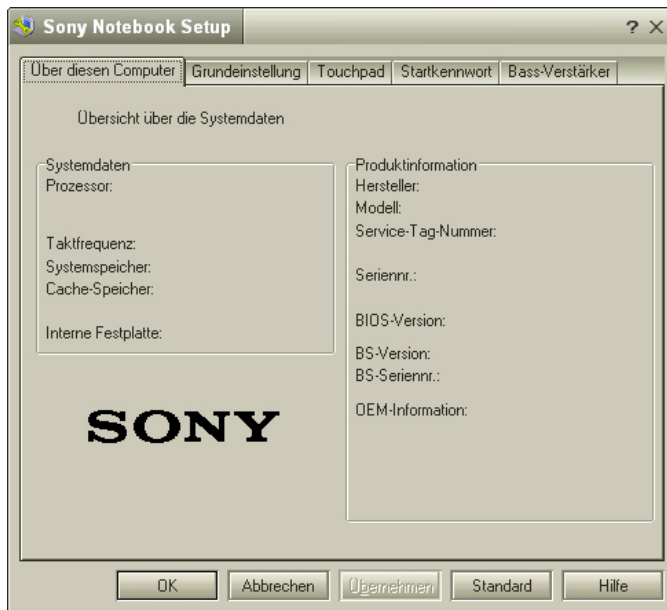 Sony Notebook Setup
Über diesen Computer Grundeinstellung Touchpad Startkennwort Bass-Verstärker
Übersicht über die Systemdaten
Systemdaten
Prozessor:
Taktfrequenz:
Systemspeicher:
Cache-Speicher:
Interne Festplatte:
SONY
Produktinformation
Hersteller:
Modell:
Service-Tag-Nummer:
Seriennr.:
BIOS-Version:
BS-Version:
BS-Seriennr.:
OEM-Information:
OK Abbrechen Übernehmen Standard Hilfe